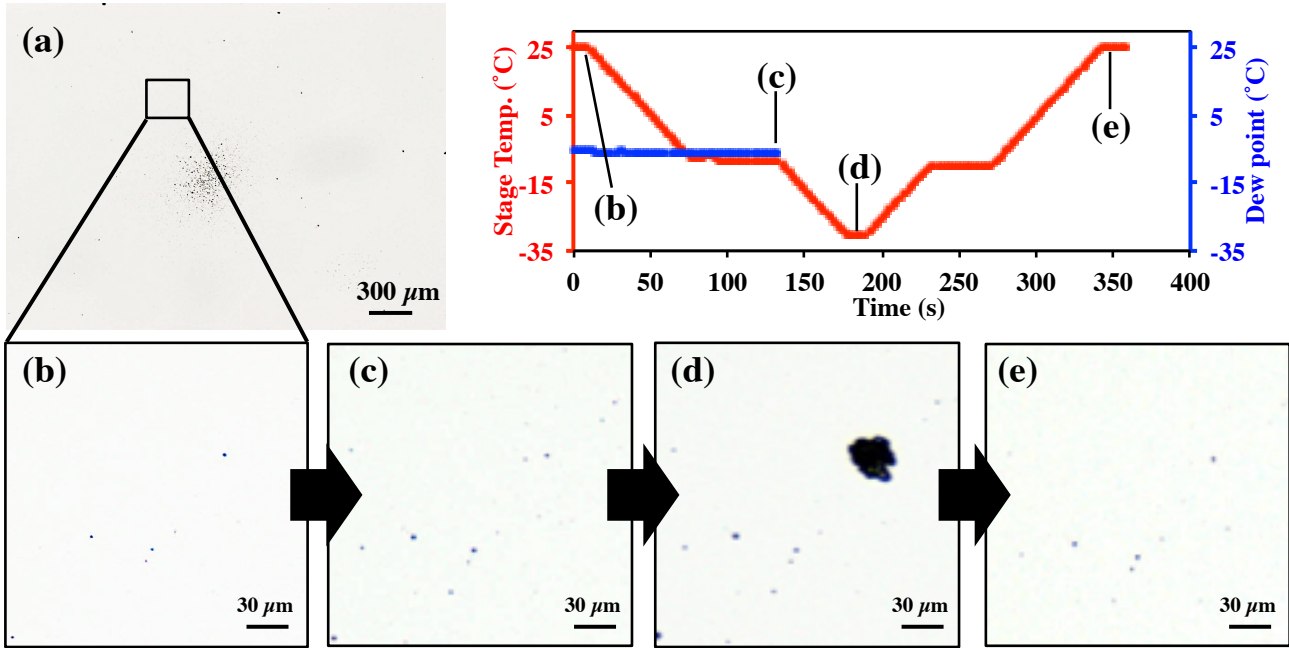 (a)
300 µm
Stage Temp. (˚C)
25
5
-15
-35
(b)
(c)
(d)
(e)
25
5
-15
-35
Dew point (˚C)
0 50 100 150 200 250 300 350 400
Time (s)
(b)
30 µm
(c)
30 µm
(d)
30 µm
(e)
30 µm